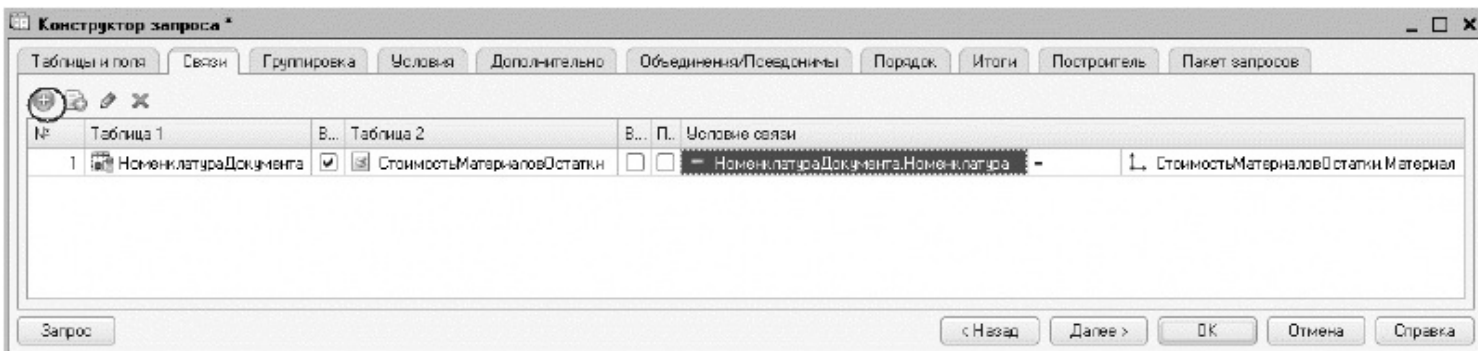 Конструктор запроса *
Таблицы и поля Связи Группировка Условия Дополнительно Объединения/Псевдонимы Порядок Итоги Построитель Пакет запросов
№ Таблица 1 В... Таблица 2 В... П... Условие связи
1 НоменклатураДокумента СтоимостьМатериаловОстатки НоменклатураДокумента.Номенклатура = СтоимостьМатериаловОстатки.Материал
Запрос < Назад Далее > ОК Отмена Справка